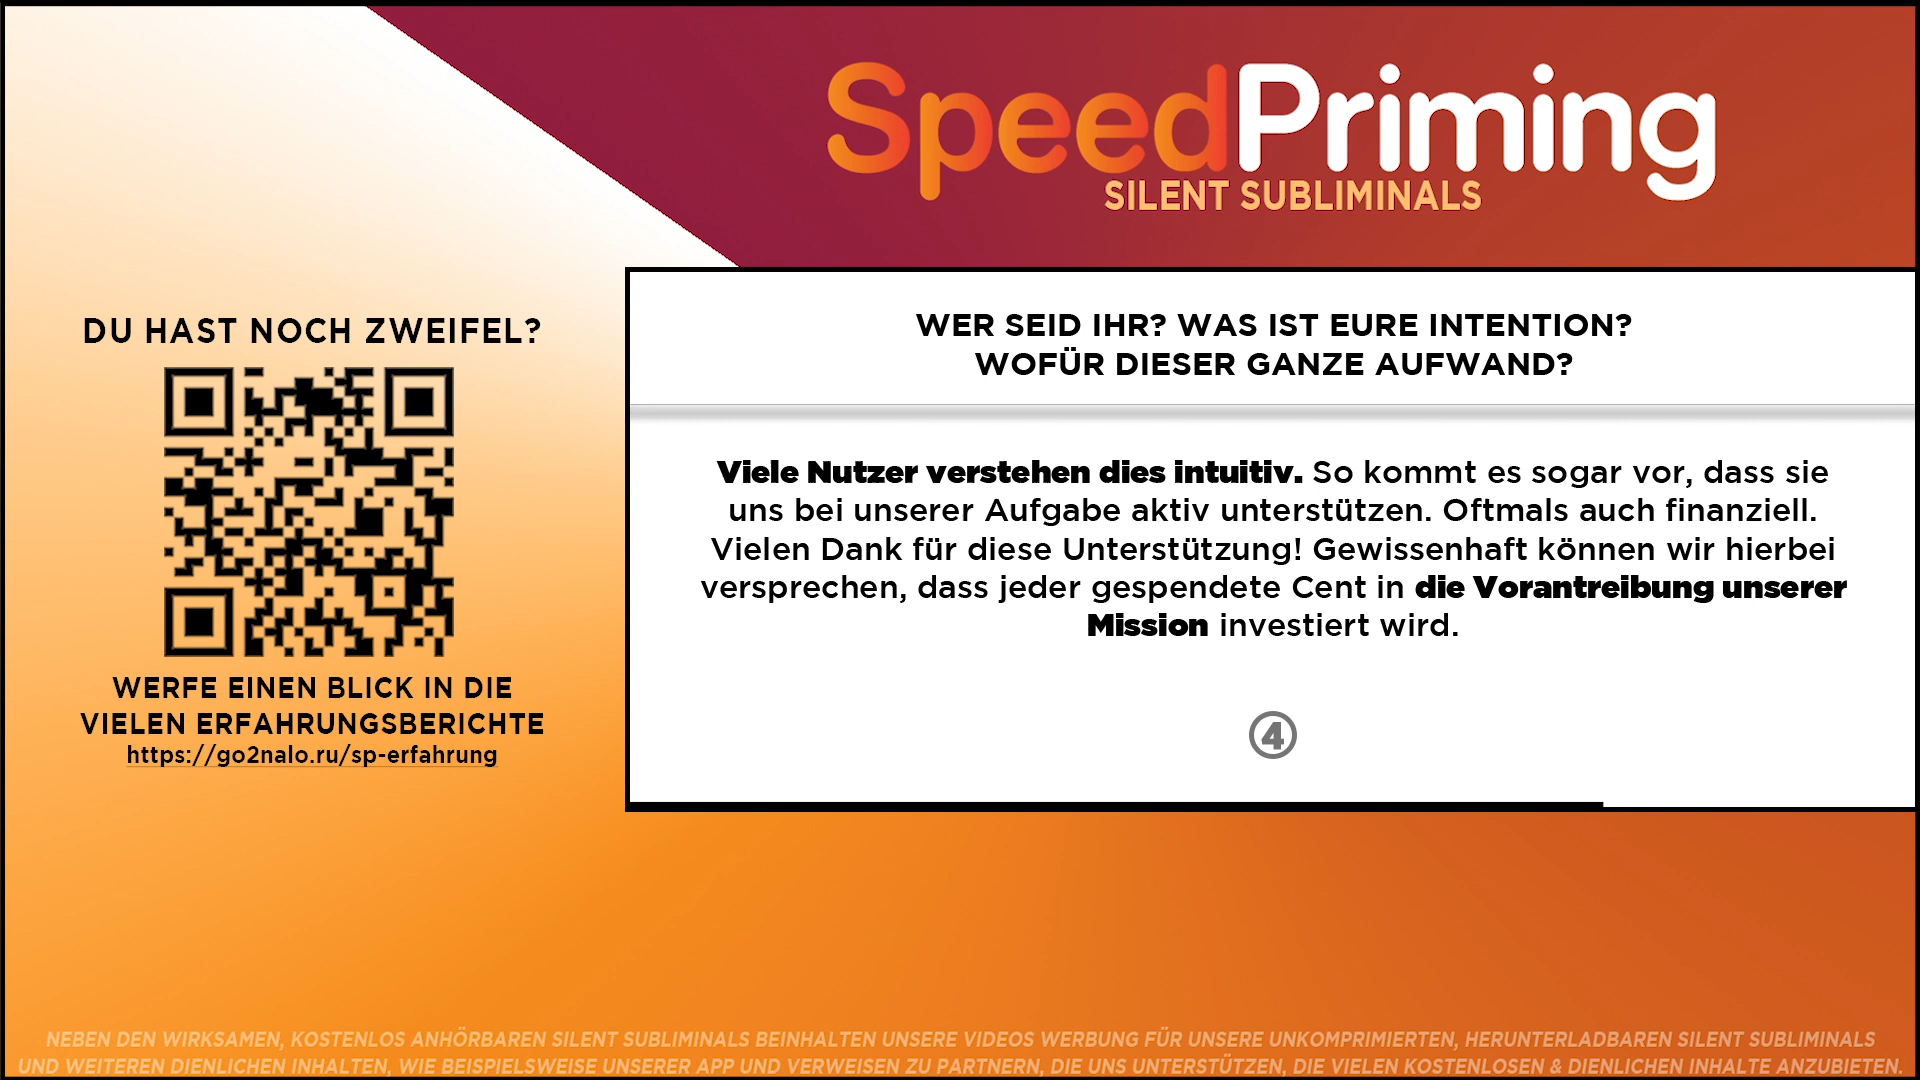 SpeedPriming
SILENT SUBLIMINALS
DU HAST NOCH ZWEIFEL?
WERFE EINEN BLICK IN DIE
VIELEN ERFAHRUNGSBERICHTE
https://go2nalo.ru/sp-erfahrung
WER SEID IHR? WAS IST EURE INTENTION?
WOFÜR DIESER GANZE AUFWAND?
Viele Nutzer verstehen dies intuitiv. So kommt es sogar vor, dass sie
uns bei unserer Aufgabe aktiv unterstützen. Oftmals auch finanziell.
Vielen Dank für diese Unterstützung! Gewissenhaft können wir hierbei
versprechen, dass jeder gespendete Cent in die Vorantreibung unserer
Mission investiert wird.
4
NEBEN DEN WIRKSAMEN, KOSTENLOS ANHÖRBAREN SILENT SUBLIMINALS BEINHALTEN UNSERE VIDEOS WERBUNG FÜR UNSERE UNKOMPRIMIERTEN, HERUNTERLADBAREN SILENT SUBLIMINALS
UND WEITEREN DIENLICHEN INHALTEN, WIE BEISPIELSWEISE UNSERER APP UND VERWEISEN ZU PARTNERN, DIE UNS UNTERSTÜTZEN, DIE VIELEN KOSTENLOSEN & DIENLICHEN INHALTE ANZUBIETEN.